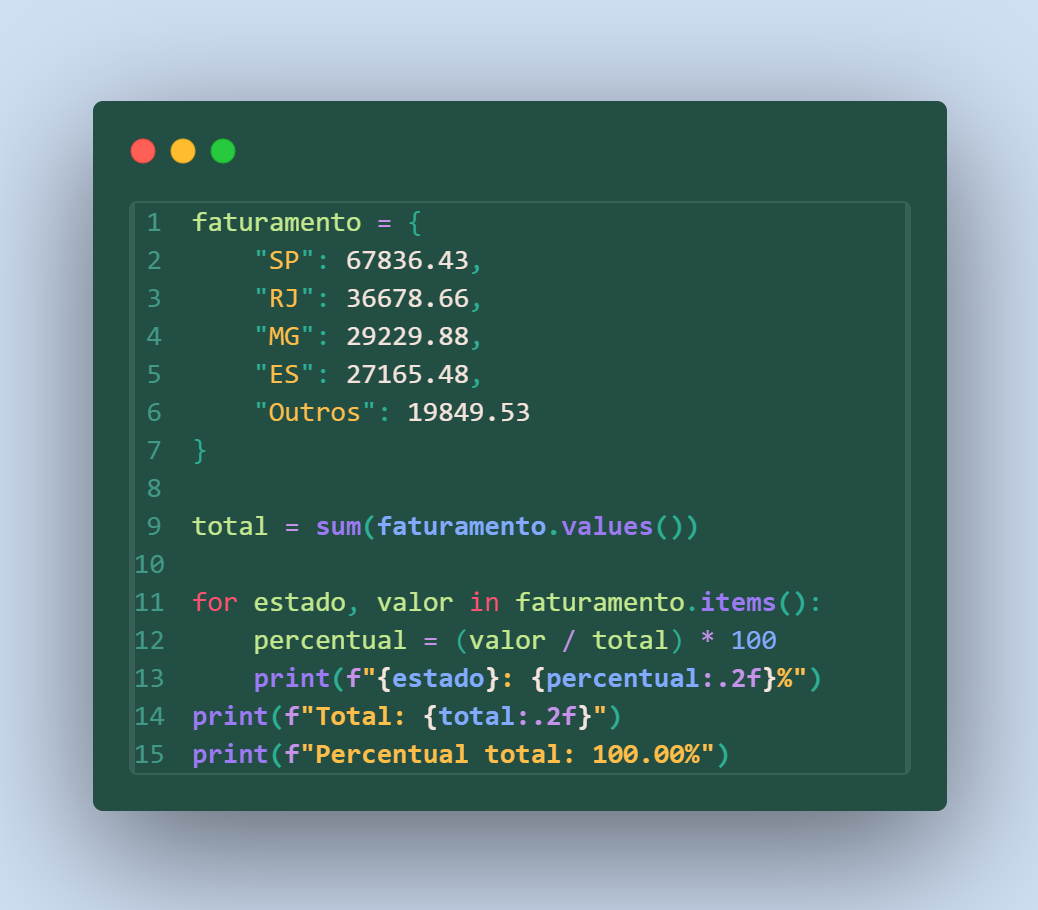 1 faturamento = {
2     "SP": 67836.43,
3     "RJ": 36678.66,
4     "MG": 29229.88,
5     "ES": 27165.48,
6     "Outros": 19849.53
7 }
8
9 total = sum(faturamento.values())
10
11 for estado, valor in faturamento.items():
12     percentual = (valor / total) * 100
13     print(f"{estado}: {percentual:.2f}%")
14 print(f"Total: {total:.2f}")
15 print(f"Percentual total: 100.00%")